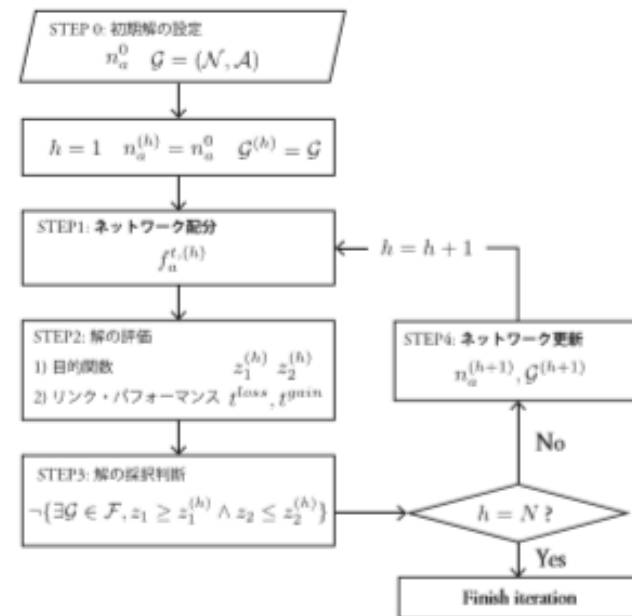 STEP 0: 初期解の設定
n_a^0 𝒢 = (𝒩, 𝒜)
h = 1 n_a^{(h)} = n_a^0 𝒢^{(h)} = 𝒢
STEP1: ネットワーク配分
f_a^{t,(h)}
h = h + 1
STEP2: 解の評価
1) 目的関数 z_1^{(h)} z_2^{(h)}
2) リンク・パフォーマンス t^{loss}, t^{gain}
STEP4: ネットワーク更新
n_a^{(h+1)}, 𝒢^{(h+1)}
No
STEP3: 解の採択判断
¬{∃𝒢 ∈ ℱ, z_1 ≥ z_1^{(h)} ∧ z_2 ≤ z_2^{(h)}}
h = N ?
Yes
Finish iteration